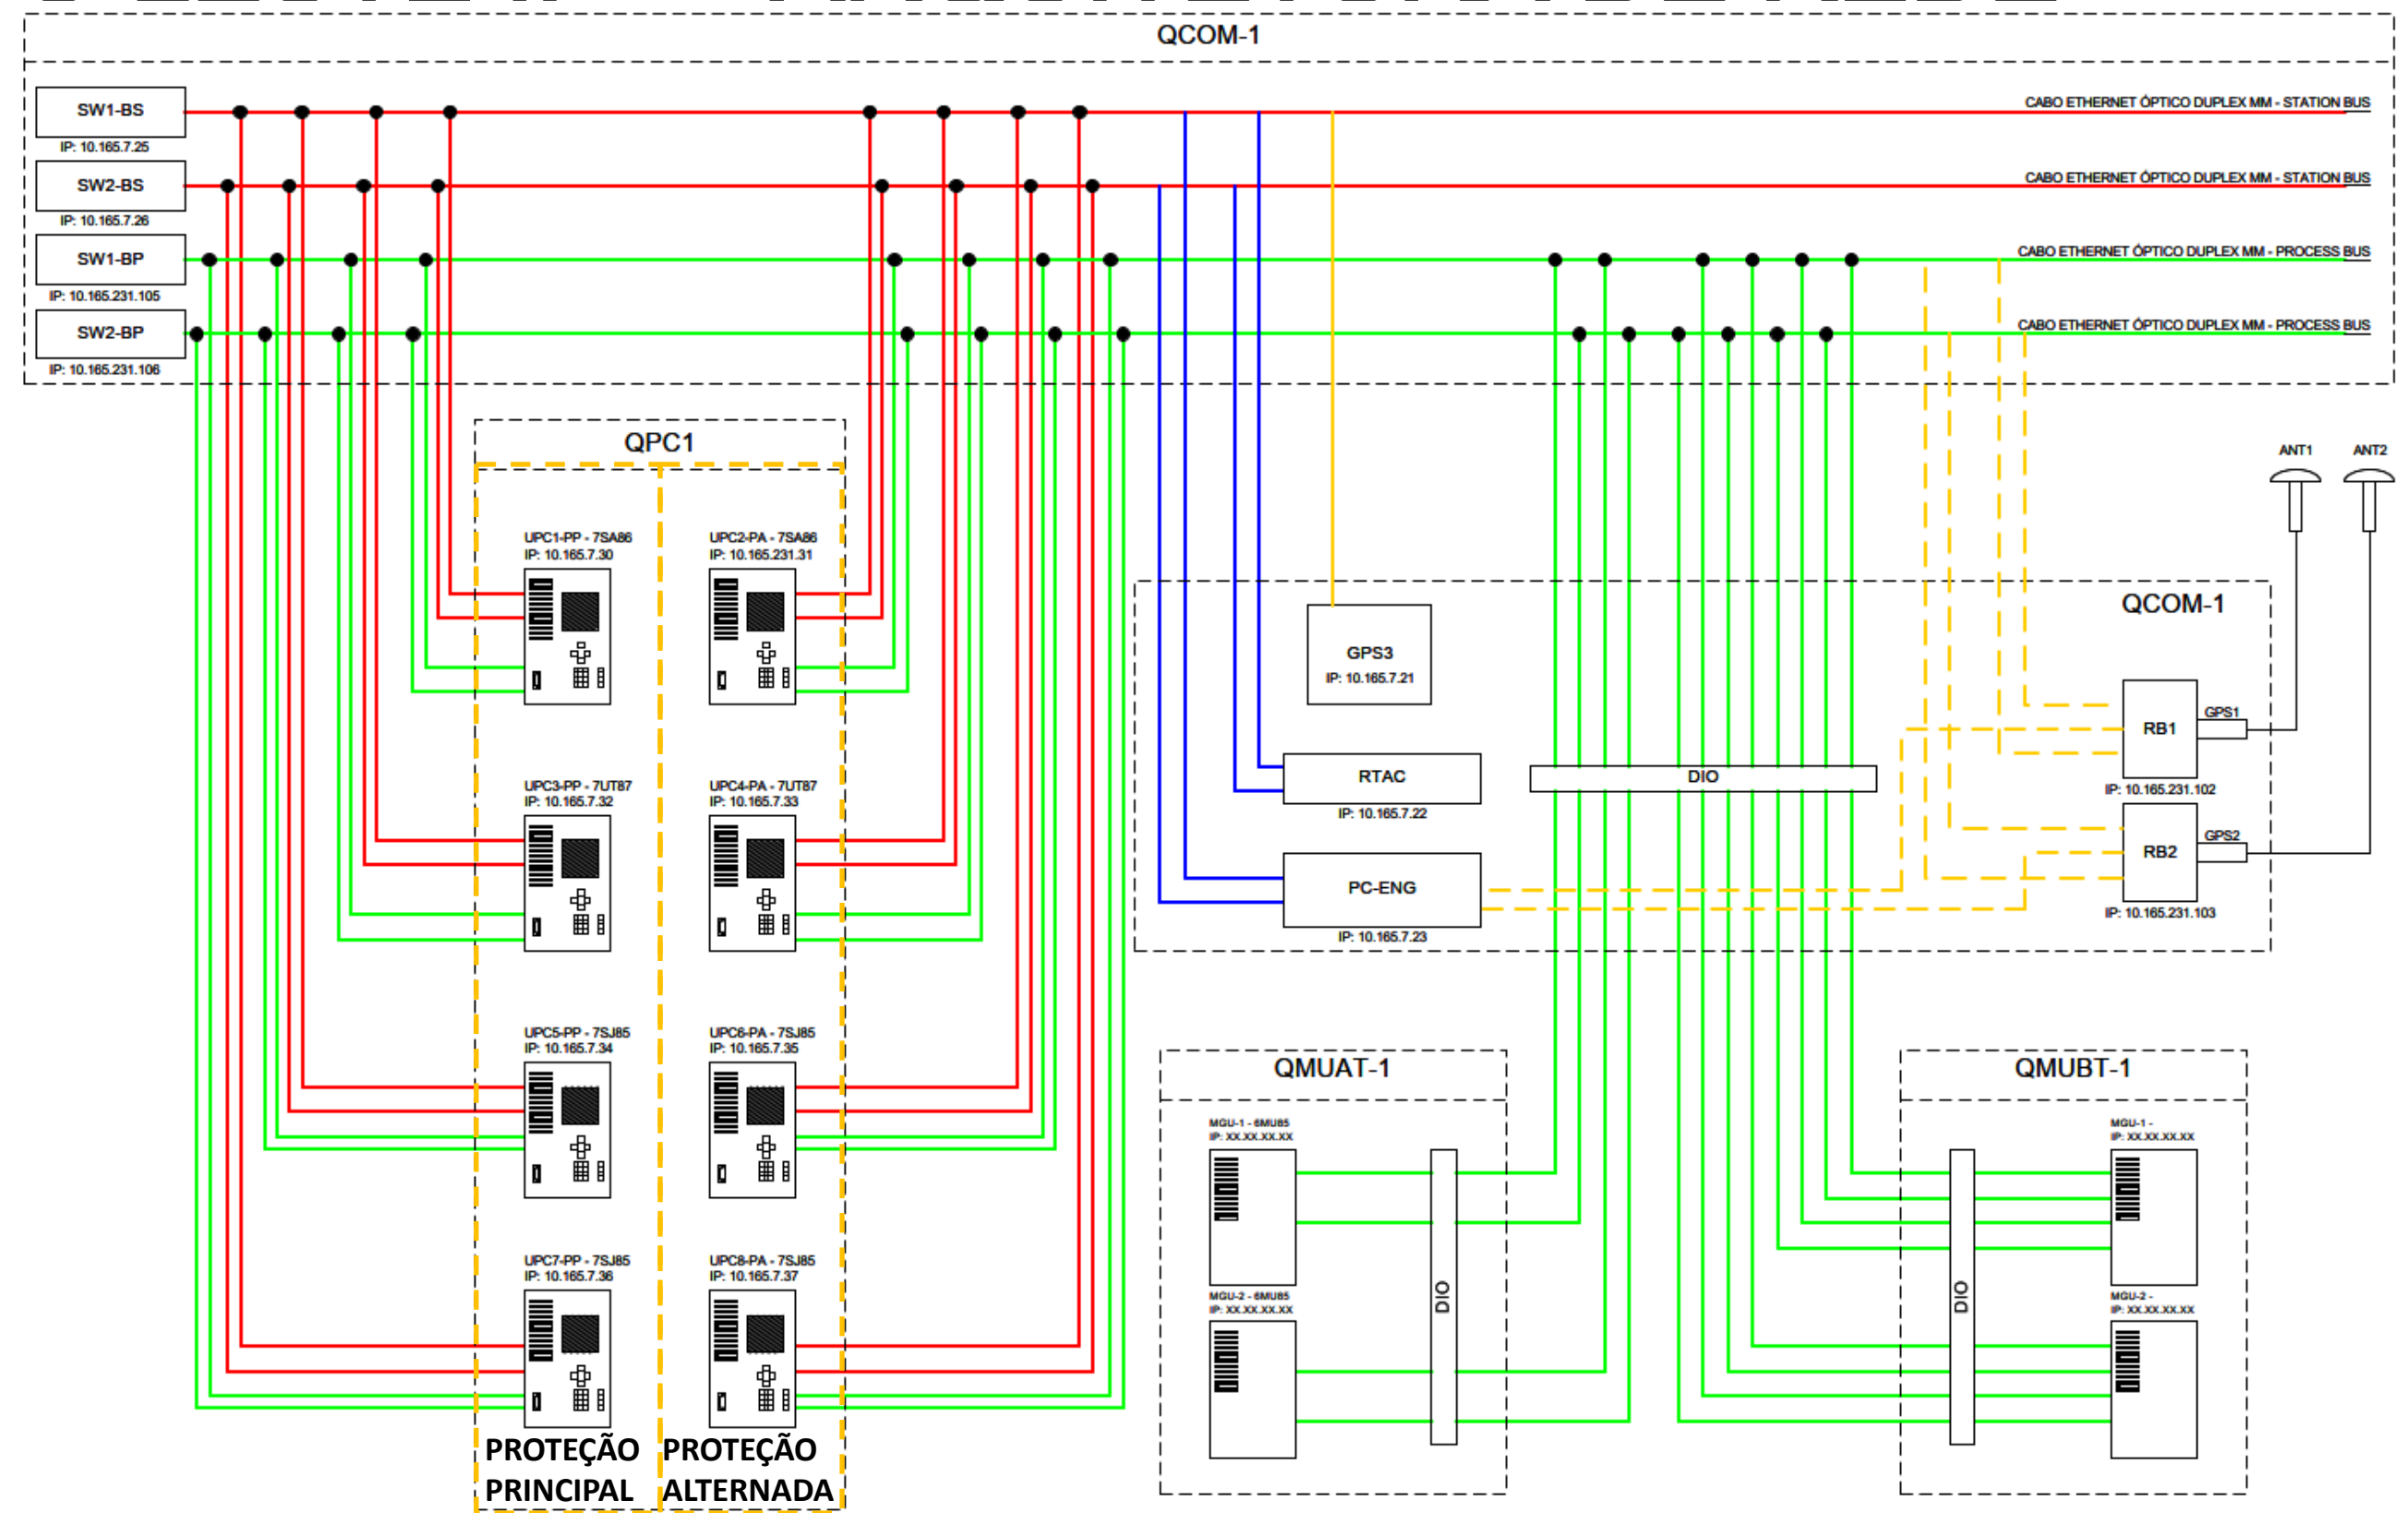 QCOM-1
SW1-BS
CABO ETHERNET ÓPTICO DUPLEX MM - STATION BUS
IP: 10.165.7.25
SW2-BS
CABO ETHERNET ÓPTICO DUPLEX MM - STATION BUS
IP: 10.165.7.26
SW1-BP
CABO ETHERNET ÓPTICO DUPLEX MM - PROCESS BUS
IP: 10.165.231.105
SW2-BP
CABO ETHERNET ÓPTICO DUPLEX MM - PROCESS BUS
IP: 10.165.231.106
QPC1
UPC1-PP - 7SA86
IP: 10.165.7.30
UPC2-PA - 7SA86
IP: 10.165.231.31
UPC3-PP - 7UT87
IP: 10.165.7.32
UPC4-PA - 7UT87
IP: 10.165.7.33
UPC5-PP - 7SJ85
IP: 10.165.7.34
UPC6-PA - 7SJ85
IP: 10.165.7.35
UPC7-PP - 7SJ85
IP: 10.165.7.36
UPC8-PA - 7SJ85
IP: 10.165.7.37
PROTEÇÃO
PRINCIPAL
PROTEÇÃO
ALTERNADA
ANT1
ANT2
QCOM-1
GPS3
IP: 10.165.7.21
RTAC
IP: 10.165.7.22
PC-ENG
IP: 10.165.7.23
DIO
RB1
GPS1
IP: 10.165.231.102
RB2
GPS2
IP: 10.165.231.103
QMUAT-1
MGU-1 - 6MU85
IP: XX.XX.XX.XX
MGU-2 - 6MU85
IP: XX.XX.XX.XX
DIO
QMUBT-1
MGU-1 -
IP: XX.XX.XX.XX
MGU-2 -
IP: XX.XX.XX.XX
DIO